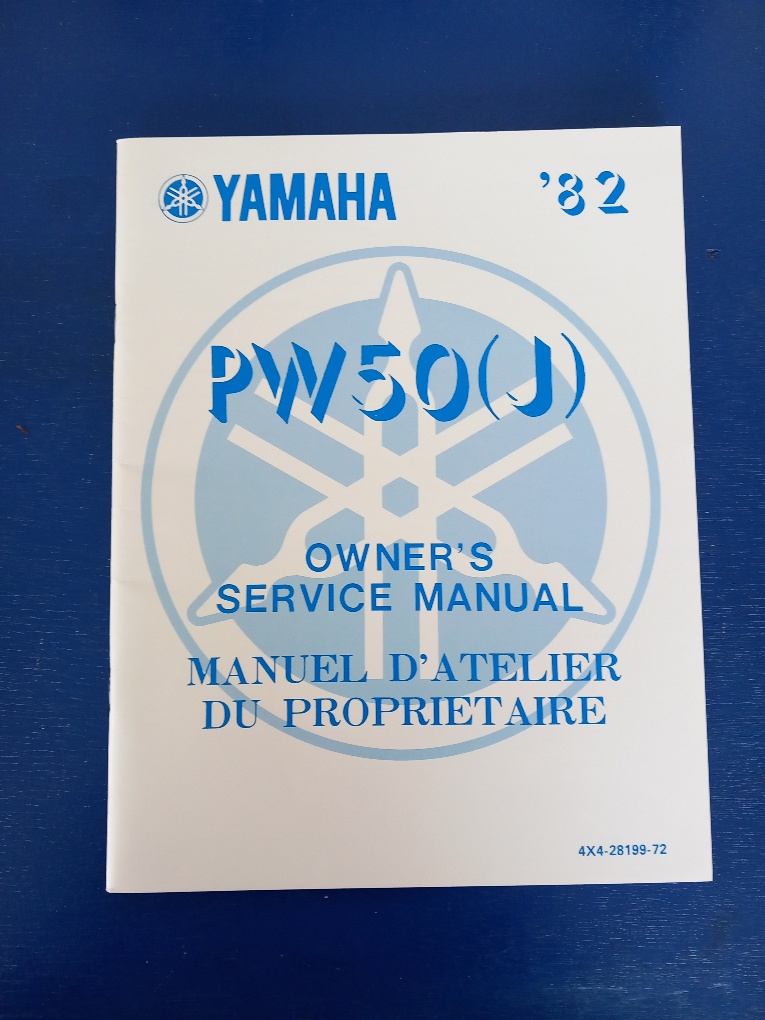 YAMAHA '82
PW50(J)
OWNER'S
SERVICE MANUAL
MANUEL D'ATELIER
DU PROPRIETAIRE
4X4-28199-72